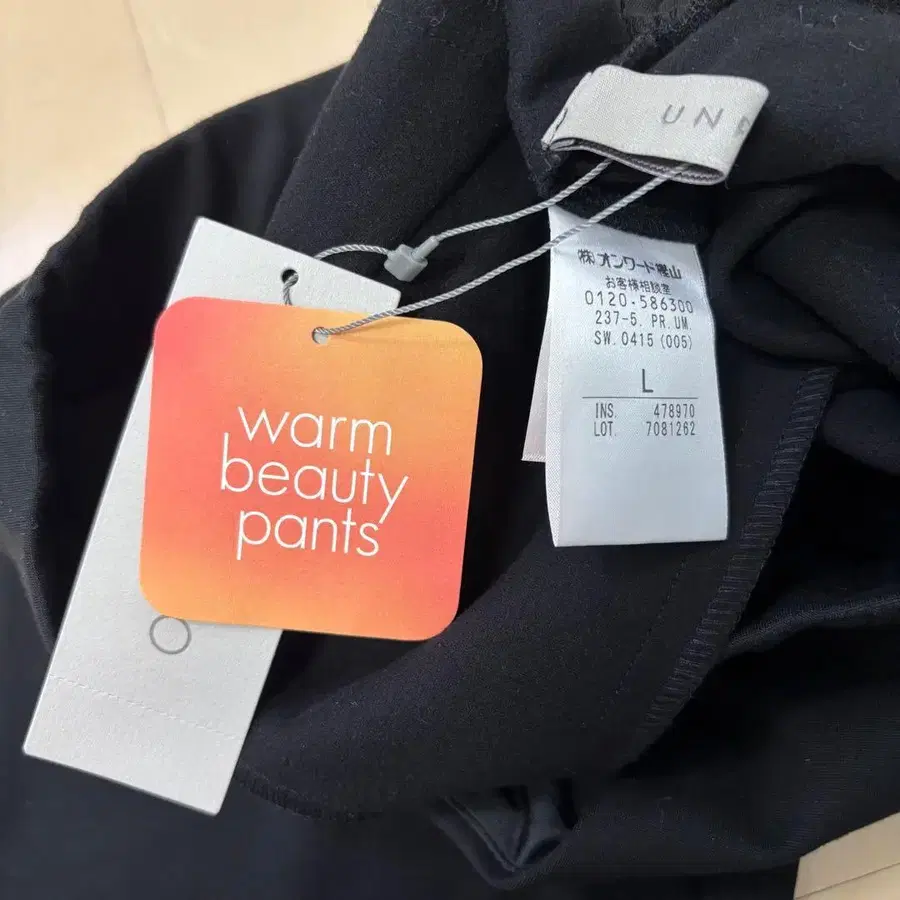 UN
㈱オンワード樫山
お客様相談室
0120-586300
237-5. PR. UM.
SW. 0415 (005)
L
INS. 478970
LOT. 7081262
warm
beauty
pants